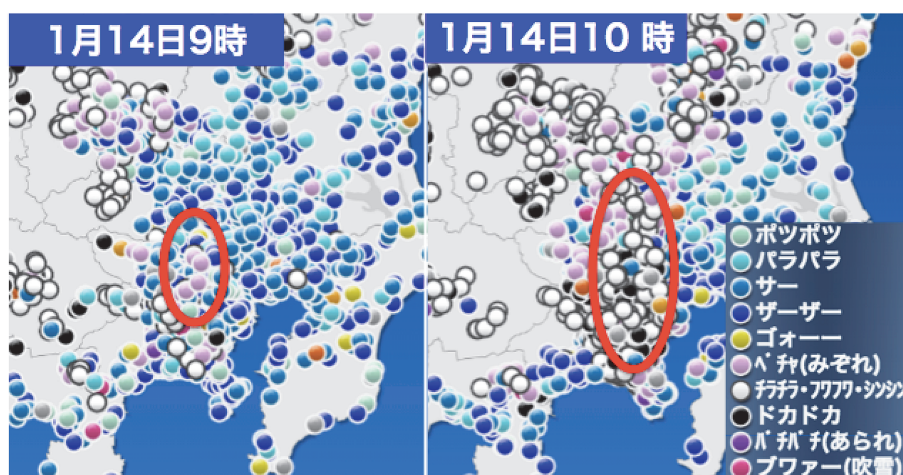 1月14日9時
1月14日10 時
ポツポツ
パラパラ
サー
ザーザー
ゴォーー
ベチャ(みぞれ)
チラチラ・フワフワ・シンシン
ドカドカ
バチバチ(あられ)
ブワァー(吹雪)